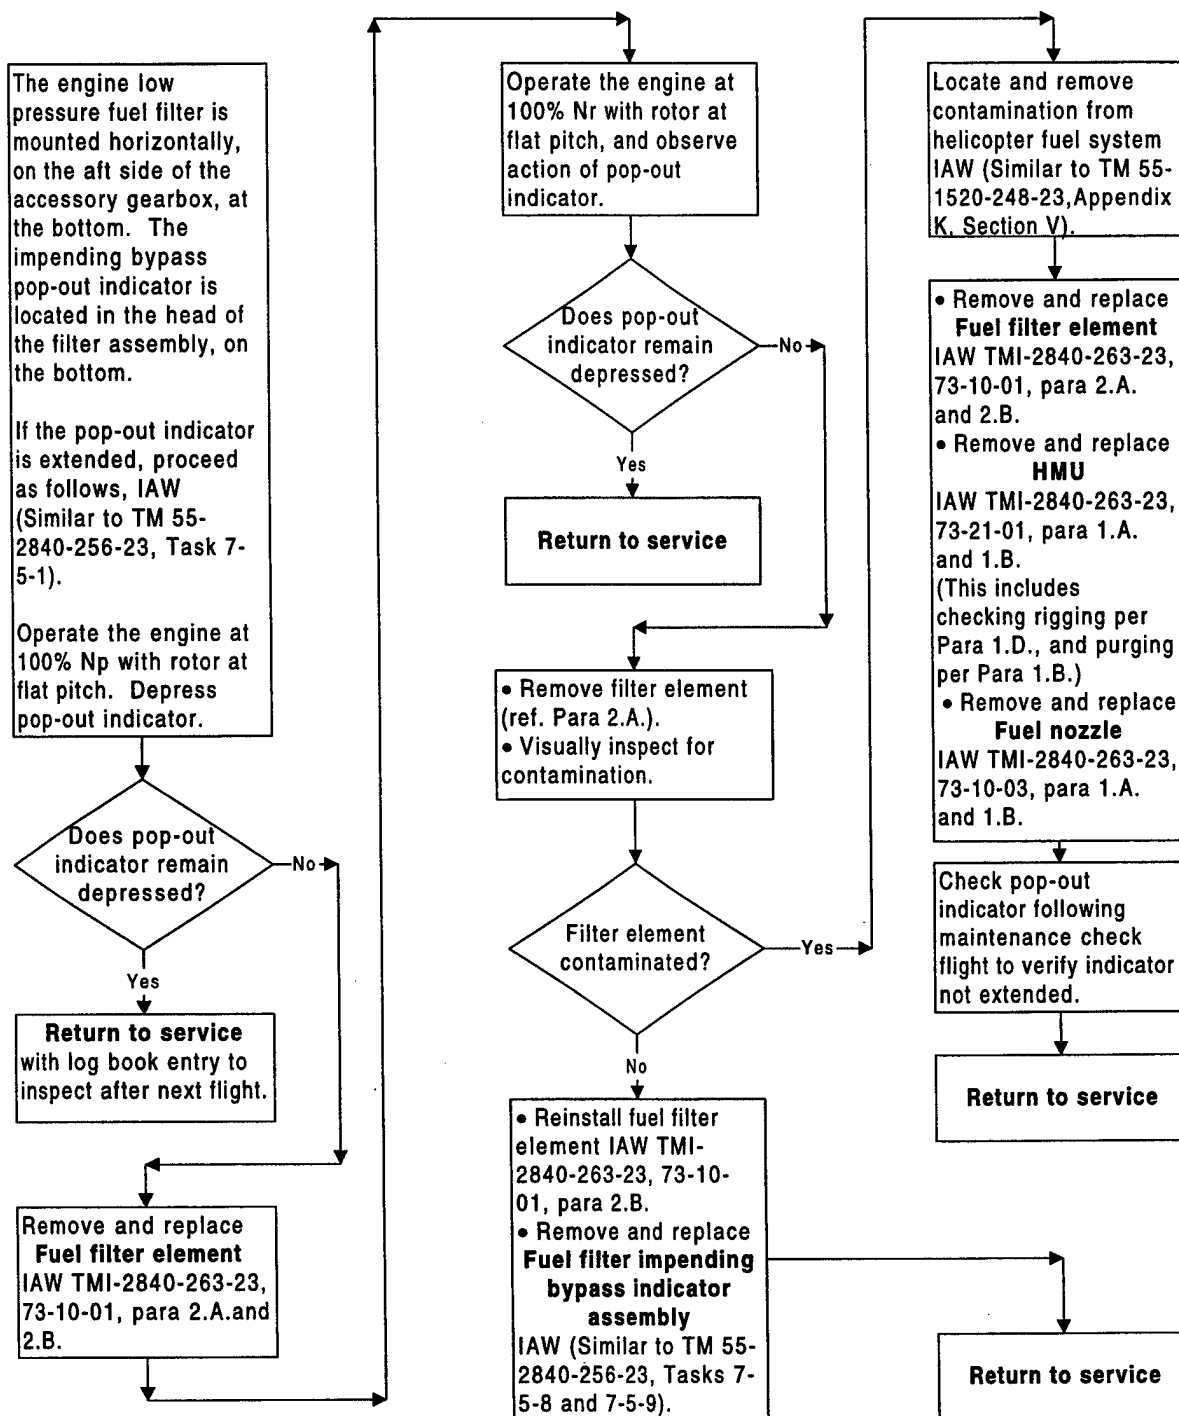 The engine low
pressure fuel filter is
mounted horizontally,
on the aft side of the
accessory gearbox, at
the bottom. The
impending bypass
pop-out indicator is
located in the head of
the filter assembly, on
the bottom.
If the pop-out indicator
is extended, proceed
as follows, IAW
(Similar to TM 55-
2840-256-23, Task 7-
5-1).
Operate the engine at
100% Np with rotor at
flat pitch. Depress
pop-out indicator.
Does pop-out
indicator remain
depressed?
No
Yes
Return to service
with log book entry to
inspect after next flight.
Remove and replace
Fuel filter element
IAW TMI-2840-263-23,
73-10-01, para 2.A.and
2.B.
Operate the engine at
100% Nr with rotor at
flat pitch, and observe
action of pop-out
indicator.
Does pop-out
indicator remain
depressed?
No
Yes
Return to service
• Remove filter element
(ref. Para 2.A.).
• Visually inspect for
contamination.
Filter element
contaminated?
Yes
No
• Reinstall fuel filter
element IAW TMI-
2840-263-23, 73-10-
01, para 2.B.
• Remove and replace
Fuel filter impending
bypass indicator
assembly
IAW (Similar to TM 55-
2840-256-23, Tasks 7-
5-8 and 7-5-9).
Locate and remove
contamination from
helicopter fuel system
IAW (Similar to TM 55-
1520-248-23,Appendix
K, Section V).
• Remove and replace
Fuel filter element
IAW TMI-2840-263-23,
73-10-01, para 2.A.
and 2.B.
• Remove and replace
HMU
IAW TMI-2840-263-23,
73-21-01, para 1.A.
and 1.B.
(This includes
checking rigging per
Para 1.D., and purging
per Para 1.B.)
• Remove and replace
Fuel nozzle
IAW TMI-2840-263-23,
73-10-03, para 1.A.
and 1.B.
Check pop-out
indicator following
maintenance check
flight to verify indicator
not extended.
Return to service
Return to service